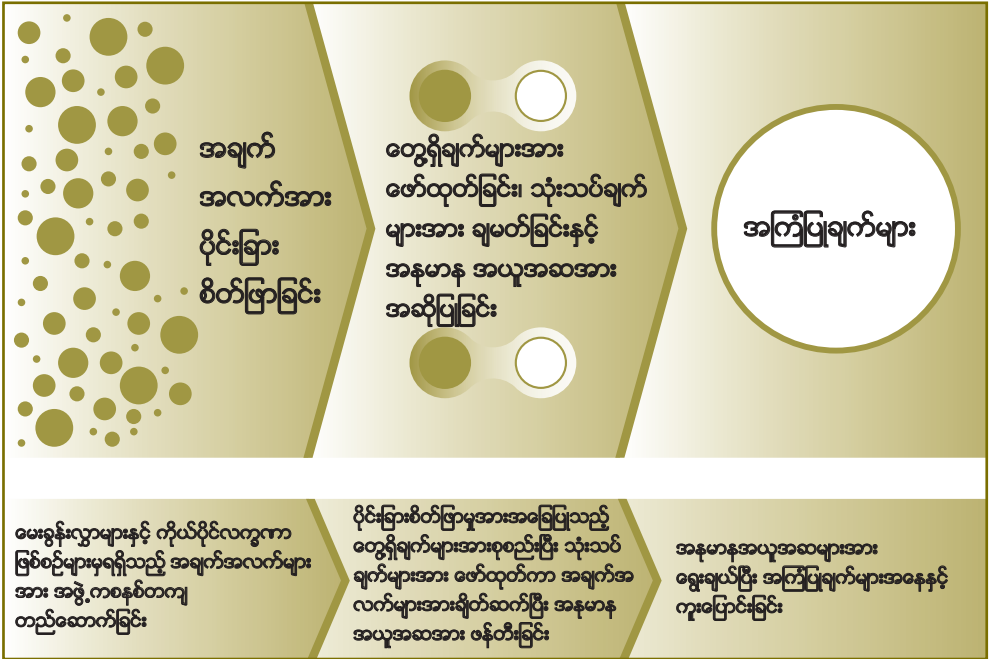 အချက်
အလက်အား
ပိုင်းခြား
စိတ်ဖြာခြင်း
တွေ့ရှိချက်များအား
ဖော်ထုတ်ခြင်း၊ သုံးသပ်ချက်
များအား ချမတ်ခြင်းနှင့်
အနုမာန အယူအဆအား
အဆိုပြုခြင်း
အကြံပြုချက်များ
မေးခွန်းလွှာများနှင့် ကိုယ်ပိုင်လက္ခဏာ
ဖြစ်စဉ်များမှရရှိသည့် အချက်အလက်များ
အား အဖွဲ့ကစနစ်တကျ
တည်ဆောက်ခြင်း
ပိုင်းခြားစိတ်ဖြာမှုအားအခြေပြုသည့်
တွေ့ရှိချက်များအားစုစည်းပြီး သုံးသပ်
ချက်များအား ဖော်ထုတ်ကာ အချက်အ
လက်များအားချိတ်ဆက်ပြီး အနုမာန
အယူအဆအား ဖန်တီးခြင်း
အနုမာနအယူအဆများအား
ရွေးချယ်ပြီး အကြံပြုချက်များအနေနှင့်
ကူးပြောင်းခြင်း